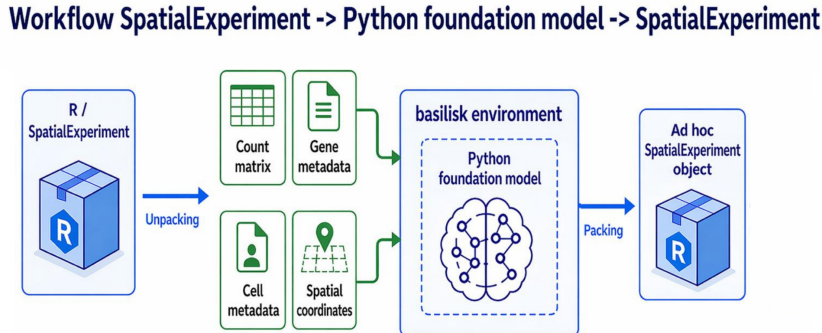 Workflow SpatialExperiment -> Python foundation model -> SpatialExperiment
R /
SpatialExperiment
R
Unpacking
Count
matrix
Gene
metadata
Cell
metadata
Spatial
coordinates
basilisk environment
Python
foundation model
Packing
Ad hoc
SpatialExperiment
object
R